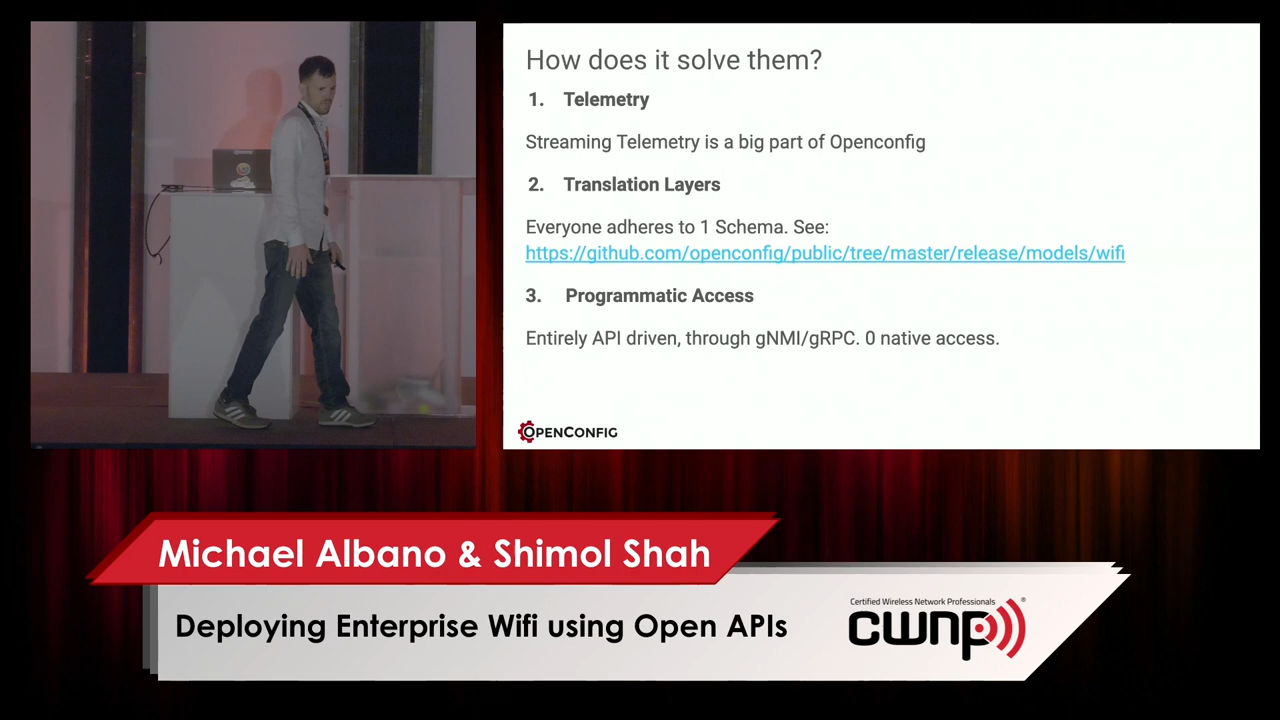 How does it solve them?
1. Telemetry
Streaming Telemetry is a big part of Openconfig
2. Translation Layers
Everyone adheres to 1 Schema. See:
https://github.com/openconfig/public/tree/master/release/models/wifi
3. Programmatic Access
Entirely API driven, through gNMI/gRPC. 0 native access.
OPENCONFIG
Michael Albano & Shimol Shah
Deploying Enterprise Wifi using Open APIs
Certified Wireless Network Professionals
cwnp®